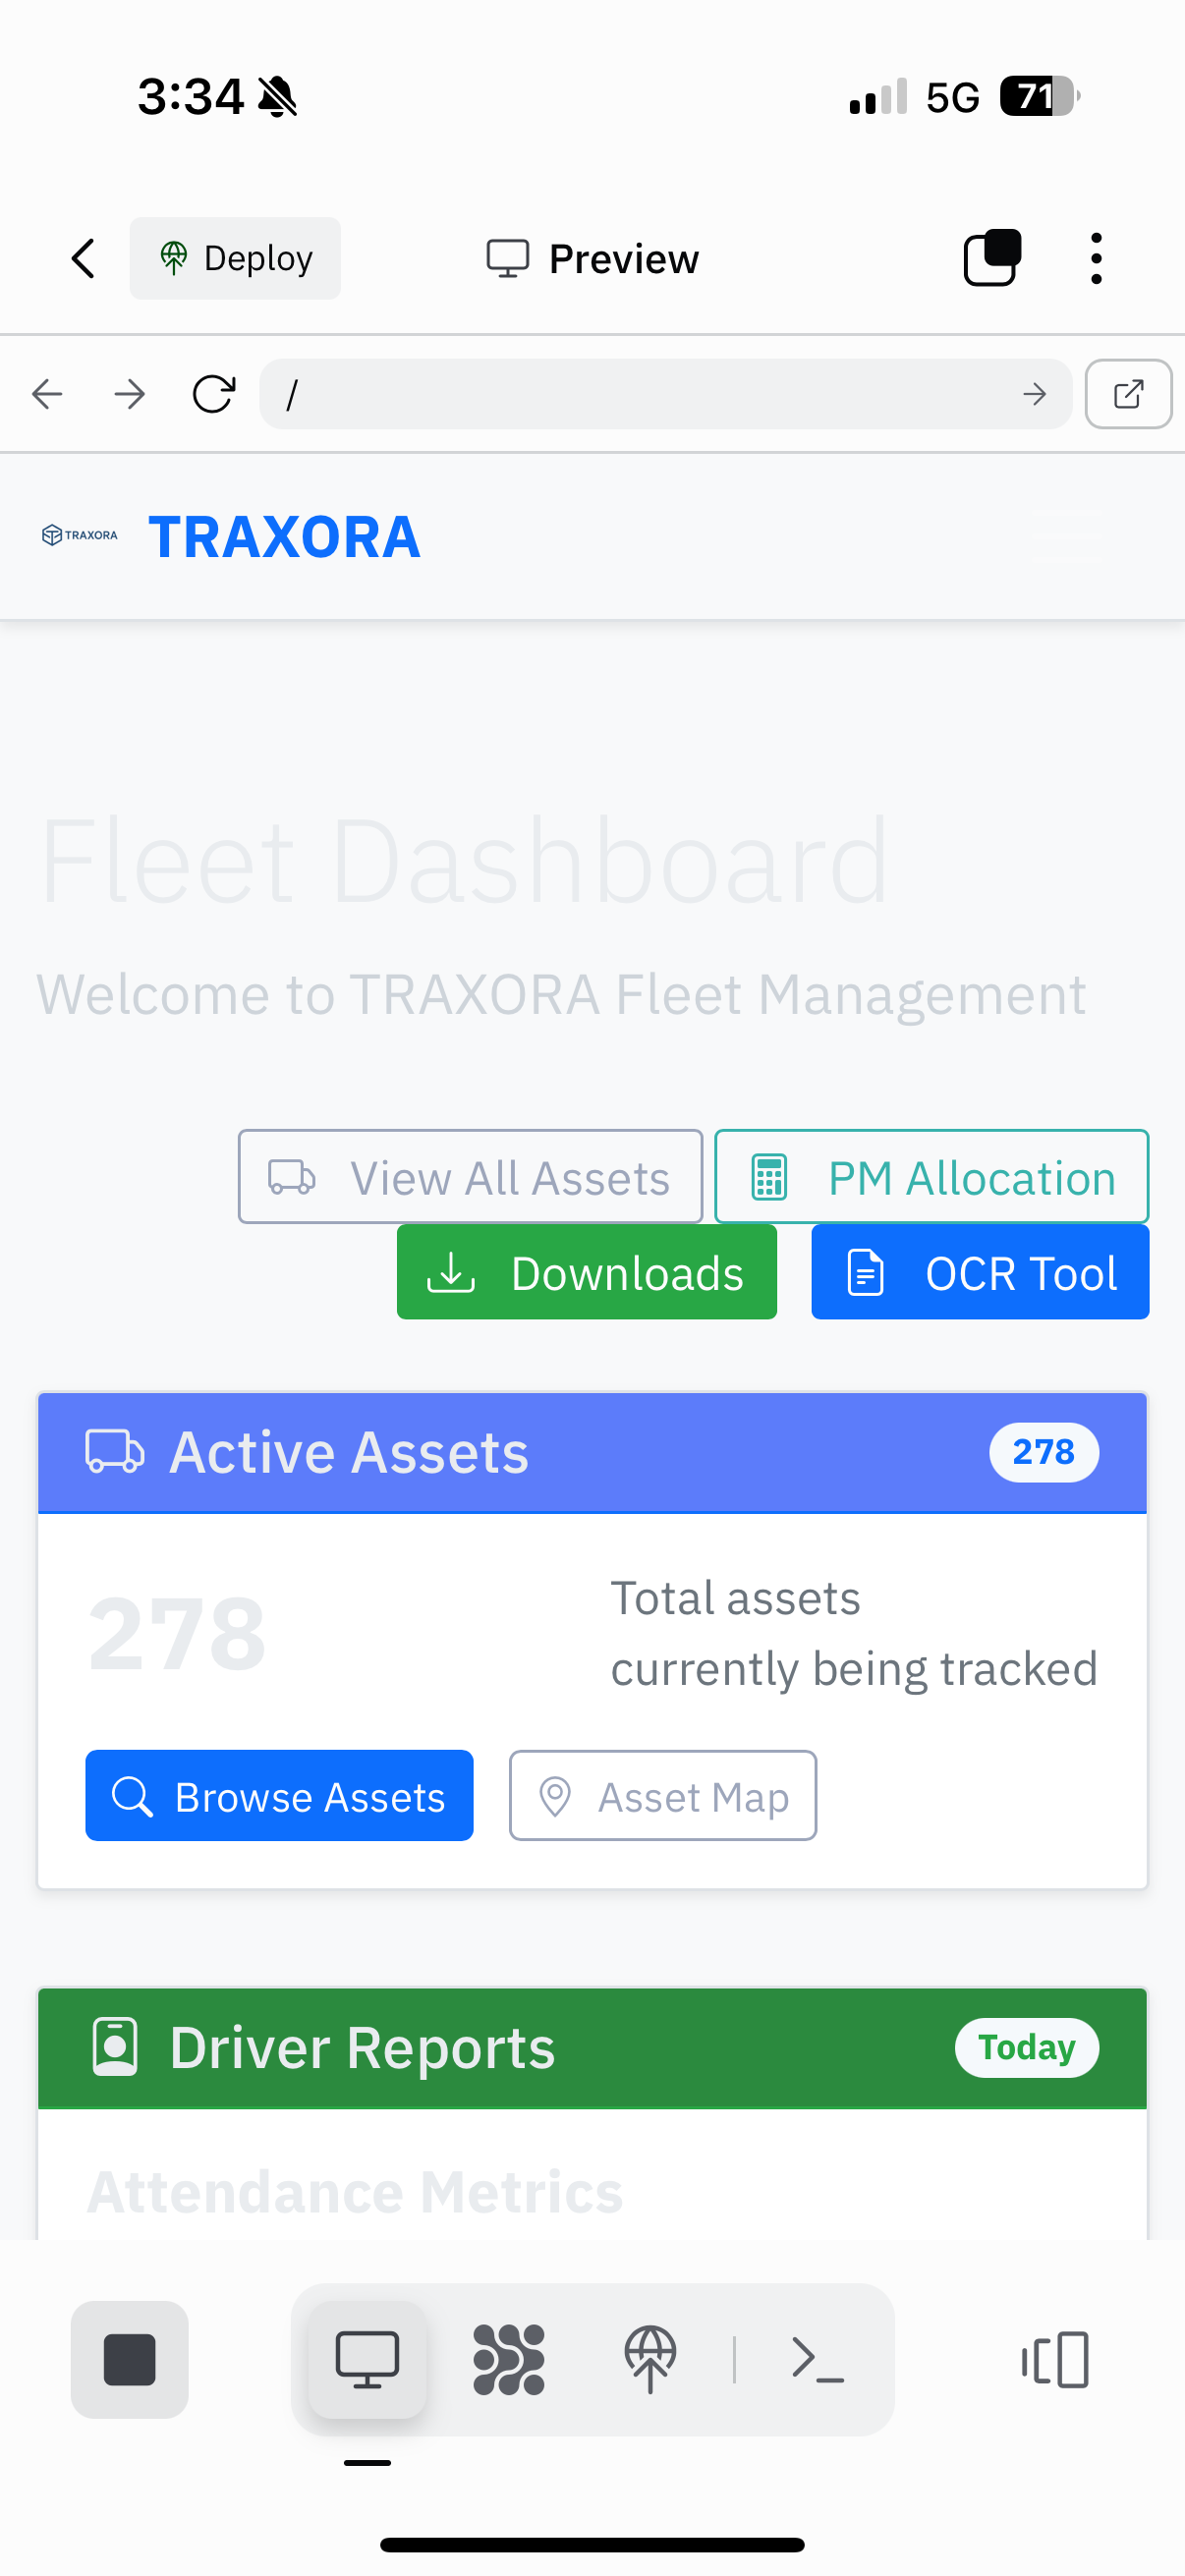 3:34 5G 71
Deploy Preview
/
TRAXORA TRAXORA
Fleet Dashboard
Welcome to TRAXORA Fleet Management
View All Assets PM Allocation
Downloads OCR Tool
Active Assets 278
278 Total assets
currently being tracked
Browse Assets Asset Map
Driver Reports Today
Attendance Metrics